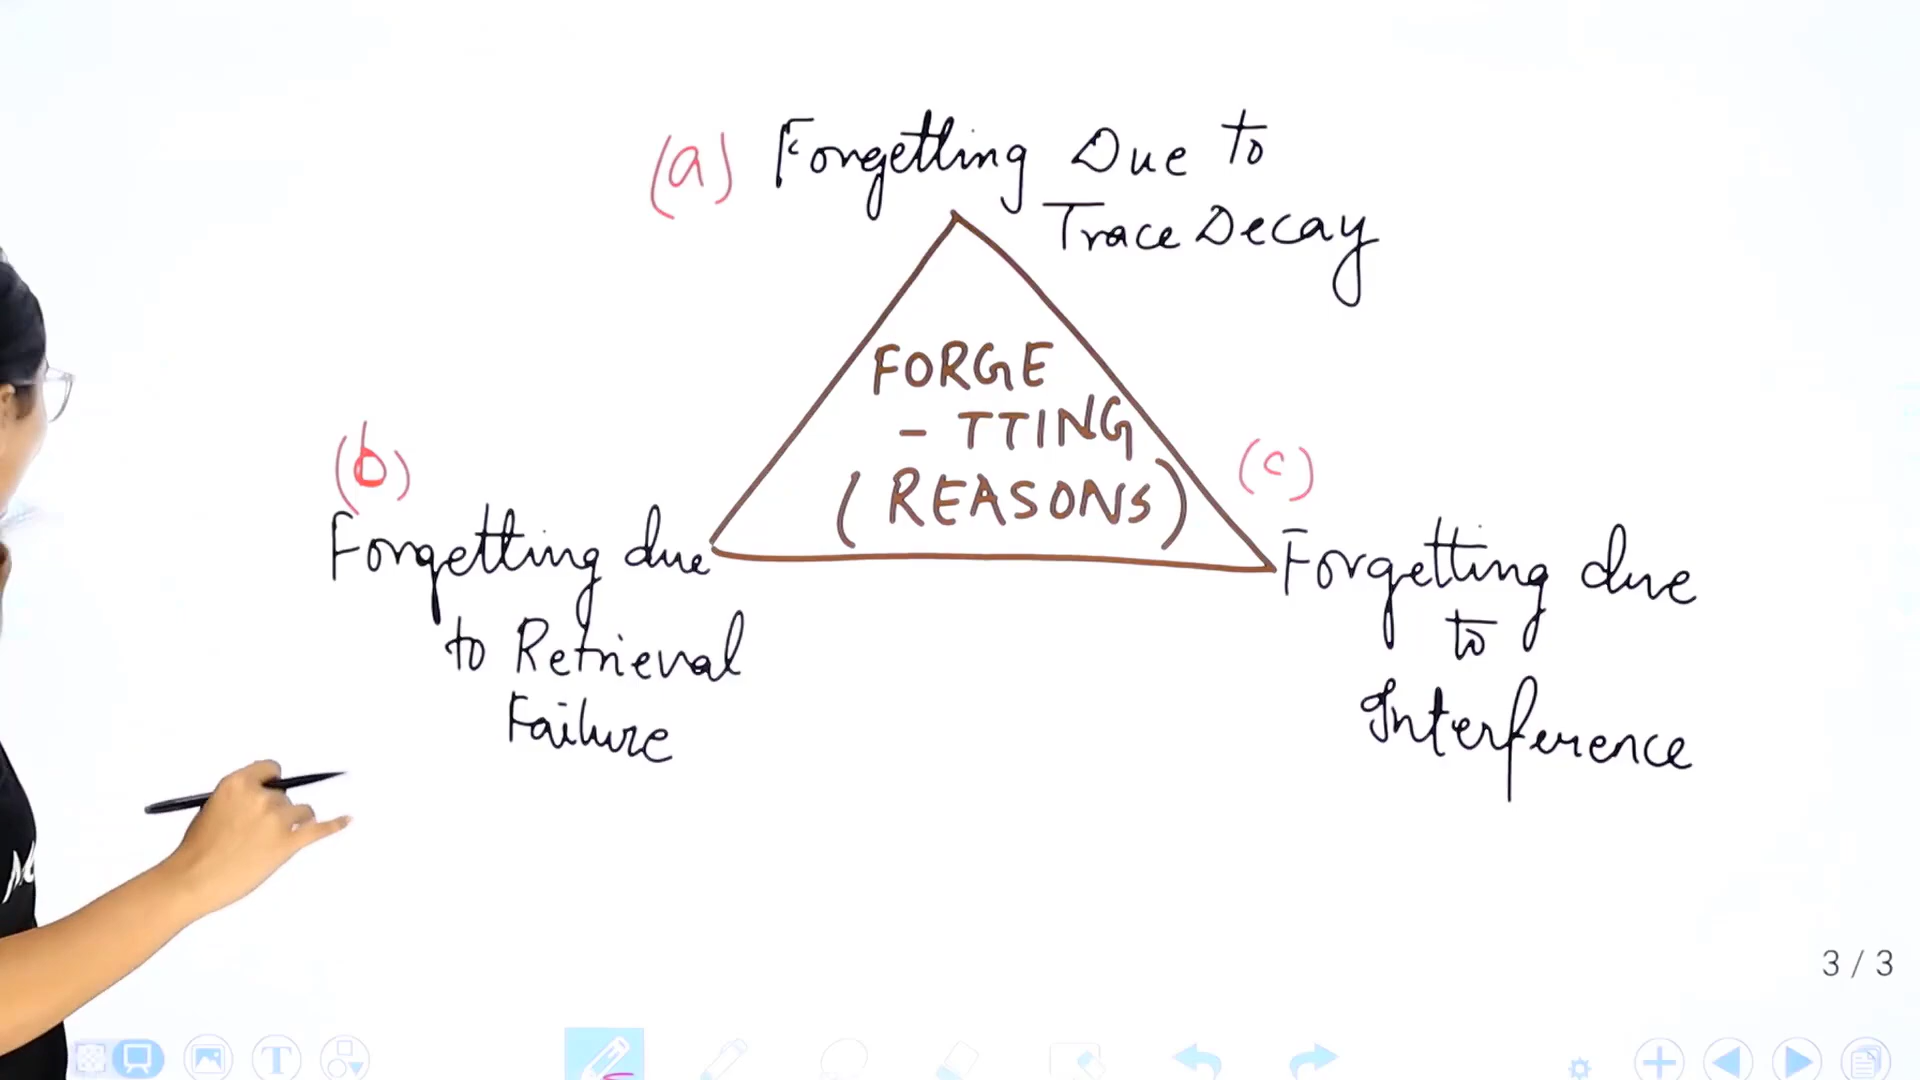 (a) Forgetting Due to
Trace Decay
FORGE
- TTING
(REASONS)
(b)
Forgetting due
to Retrieval
Failure
(c)
Forgetting due
to
Interference
3 / 3
T